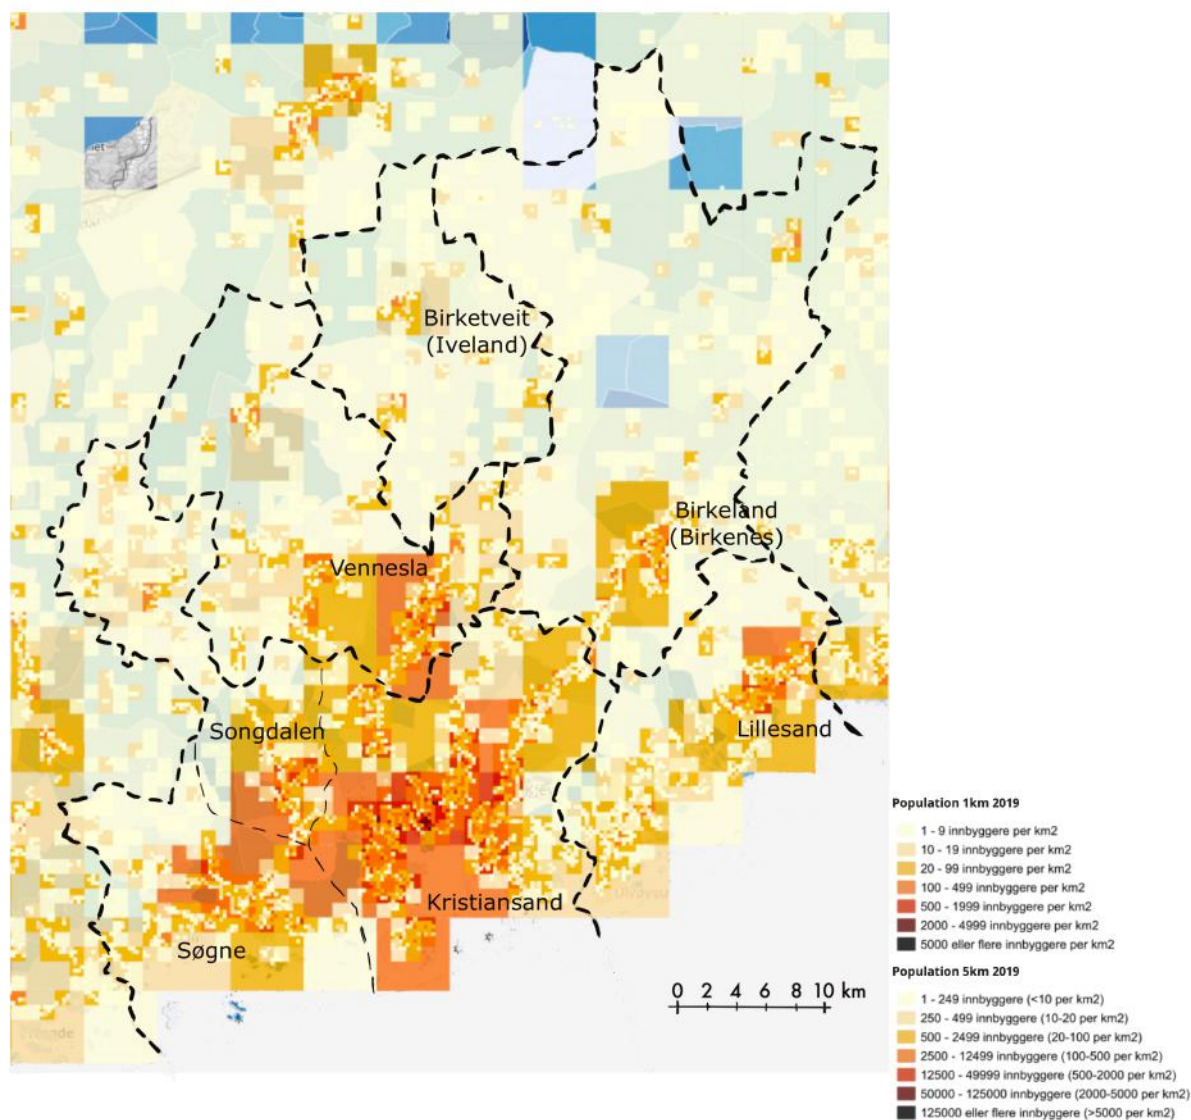 Birketveit
(Iveland)
Birkeland
(Birkenes)
Vennesla
Songdalen
Lillesand
Kristiansand
Søgne
0 2 4 6 8 10 km
Population 1km 2019
1 - 9 innbyggere per km2
10 - 19 innbyggere per km2
20 - 99 innbyggere per km2
100 - 499 innbyggere per km2
500 - 1999 innbyggere per km2
2000 - 4999 innbyggere per km2
5000 eller flere innbyggere per km2
Population 5km 2019
1 - 249 innbyggere (<10 per km2)
250 - 499 innbyggere (10-20 per km2)
500 - 2499 innbyggere (20-100 per km2)
2500 - 12499 innbyggere (100-500 per km2)
12500 - 49999 innbyggere (500-2000 per km2)
50000 - 125000 innbyggere (2000-5000 per km2)
125000 eller flere innbyggere (>5000 per km2)